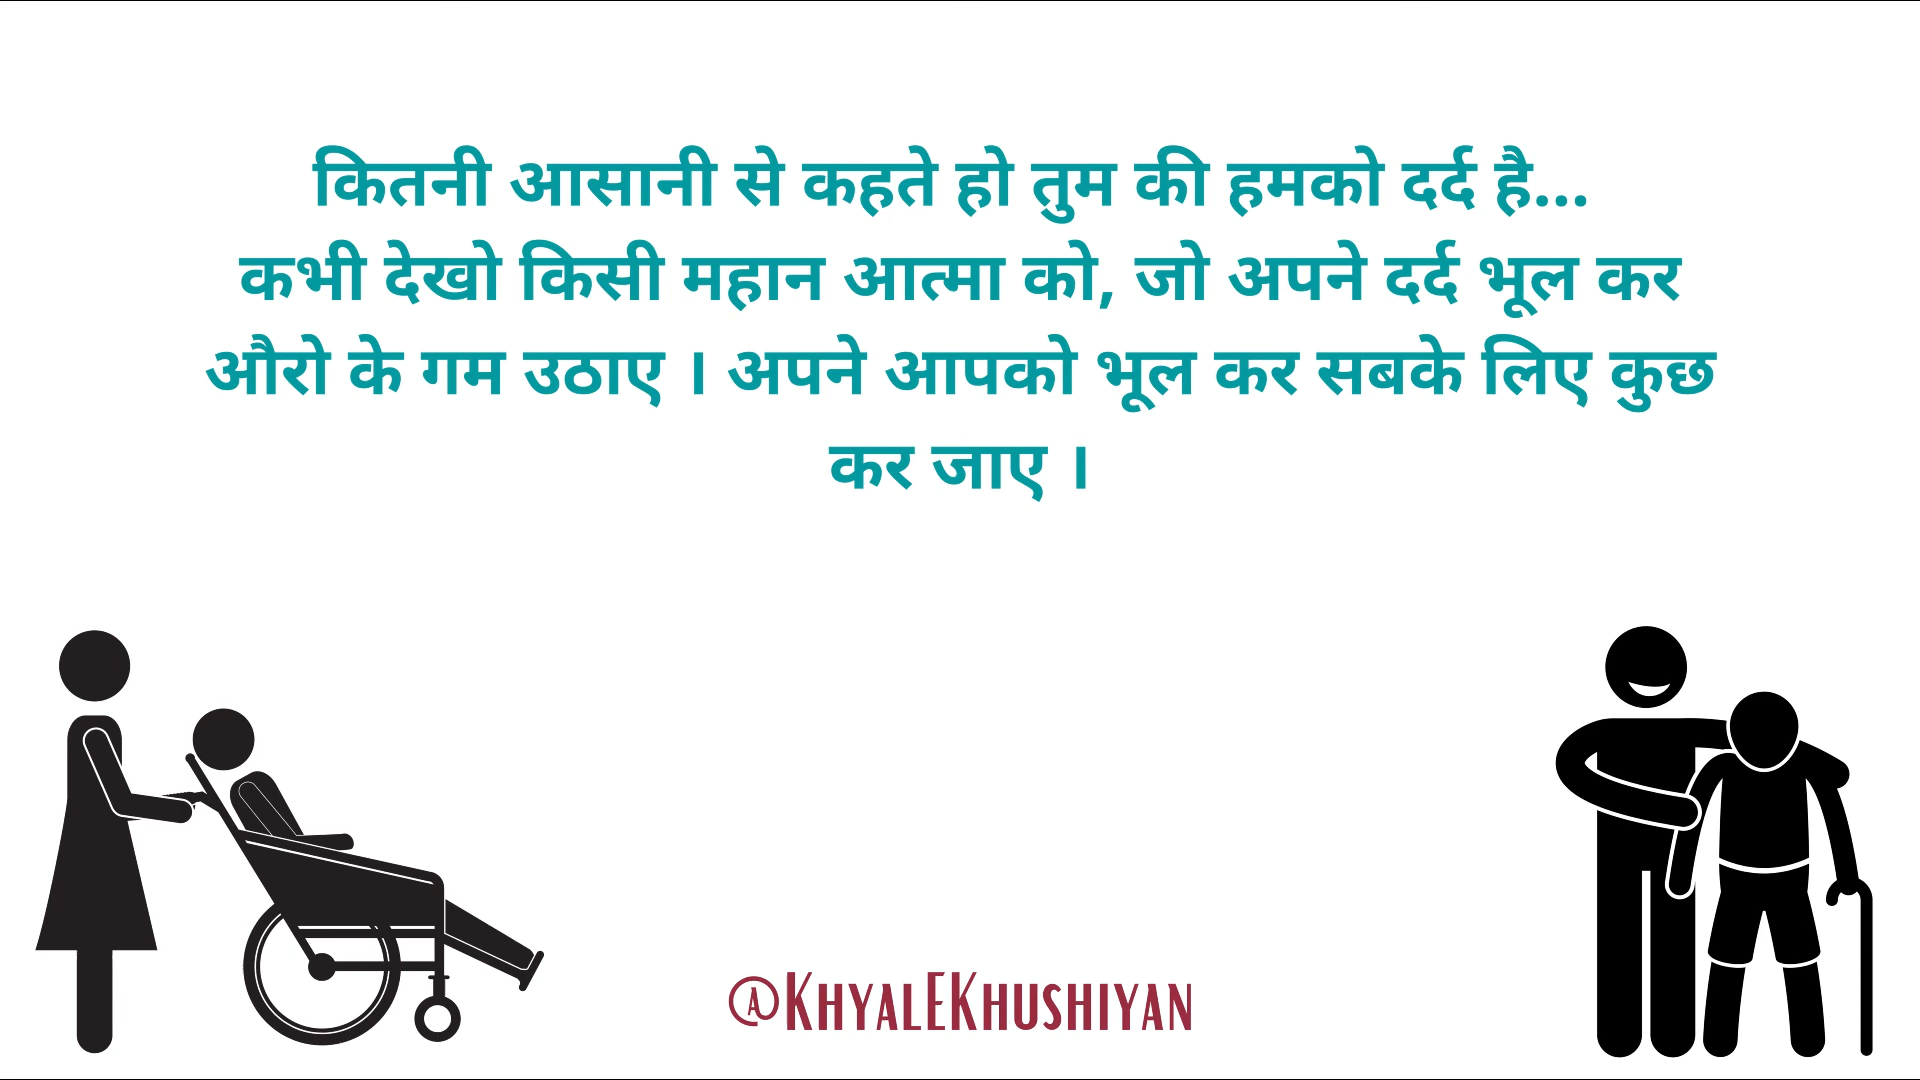 कितनी आसानी से कहते हो तुम की हमको दर्द है...
कभी देखो किसी महान आत्मा को, जो अपने दर्द भूल कर
औरो के गम उठाए । अपने आपको भूल कर सबके लिए कुछ
कर जाए ।
@KhyaleKhushiyan